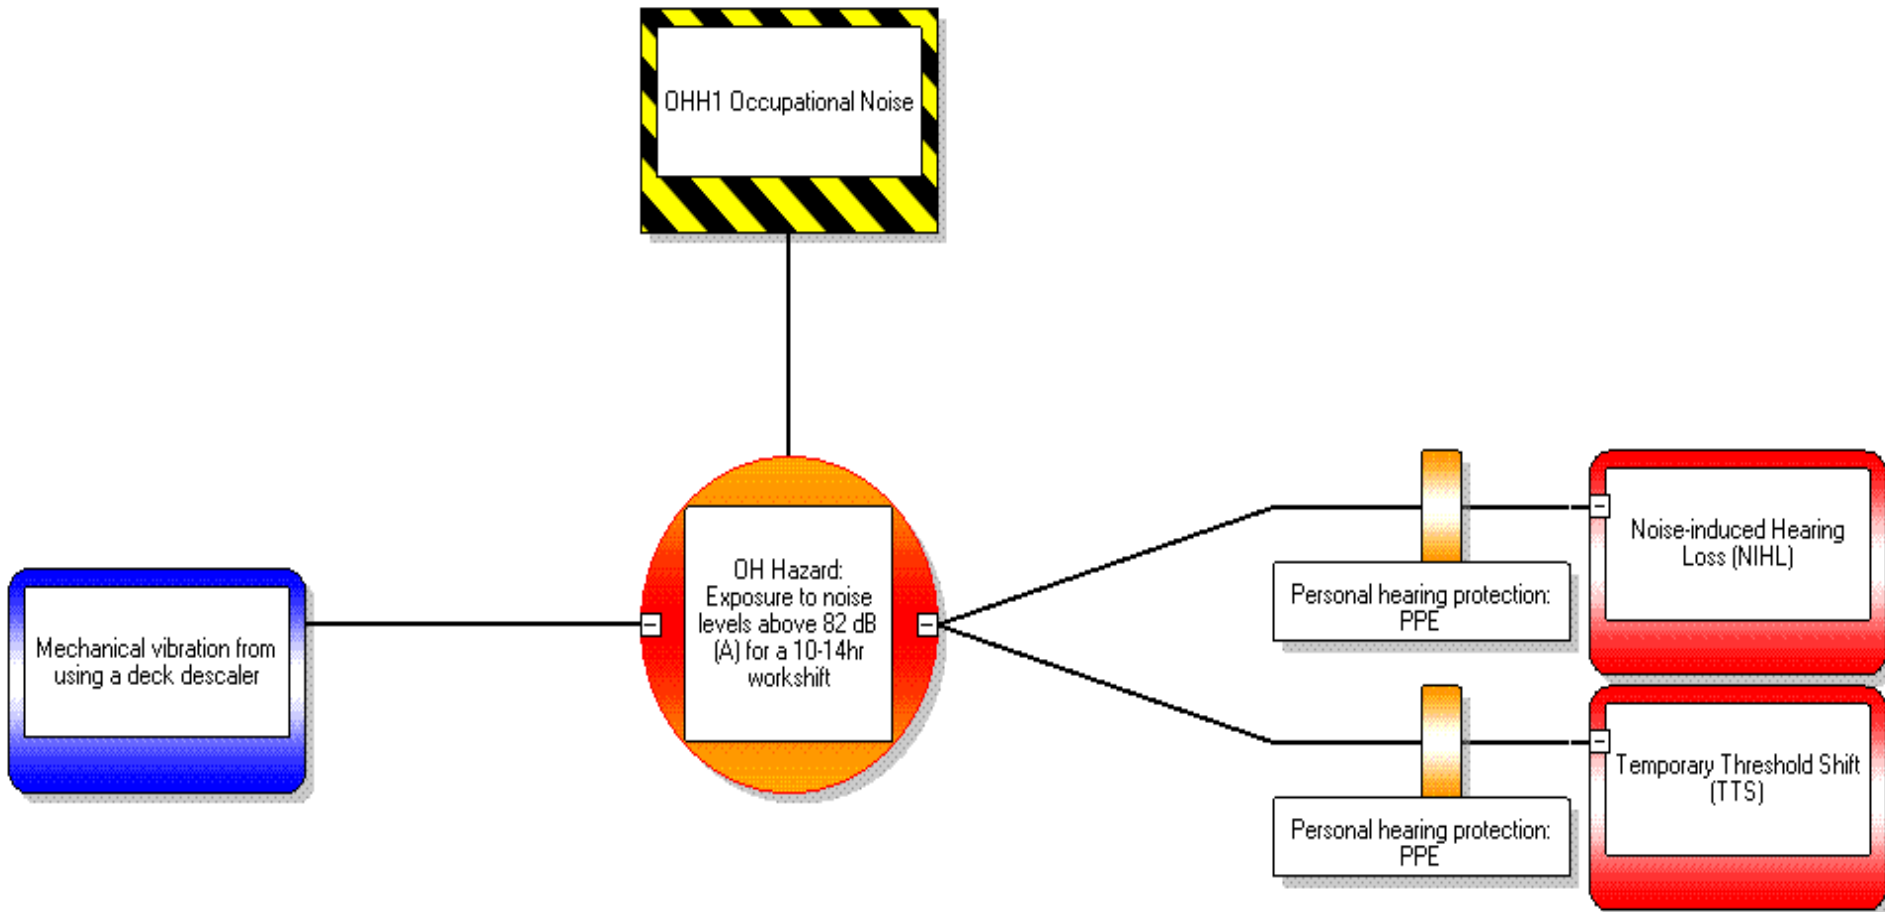 OHH1 Occupational Noise
Mechanical vibration from
using a deck descaler
OH Hazard:
Exposure to noise
levels above 82 dB
(A) for a 10-14hr
workshift
Personal hearing protection:
PPE
Noise-induced Hearing
Loss (NIHL)
Personal hearing protection:
PPE
Temporary Threshold Shift
(TTS)